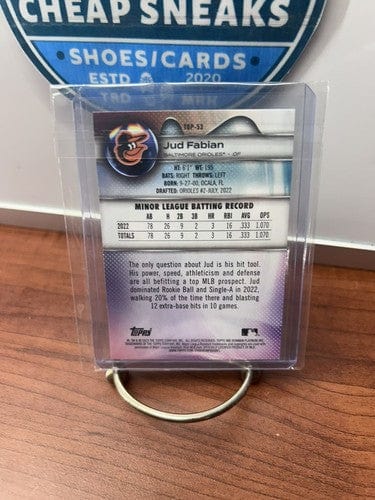 CHEAP SNEAKS
SHOES/CARDS
ESTD 2020
TOP-53
Jud Fabian
BALTIMORE ORIOLES® - OF
HT: 6'1" WT: 195
BATS: RIGHT THROWS: LEFT
BORN: 9-27-00, OCALA, FL
DRAFTED: ORIOLES #2-JULY, 2022
MINOR LEAGUE BATTING RECORD
AB H 2B 3B HR RBI AVG OPS
2022 78 26 9 2 3 16 .333 1.070
TOTALS 78 26 9 2 3 16 .333 1.070
The only question about Jud is his hit tool.
His power, speed, athleticism and defense
are all befitting a top MLB prospect. Jud
dominated Rookie Ball and Single-A in 2022,
walking 20% of the time there and blasting
12 extra-base hits in 10 games.
Topps